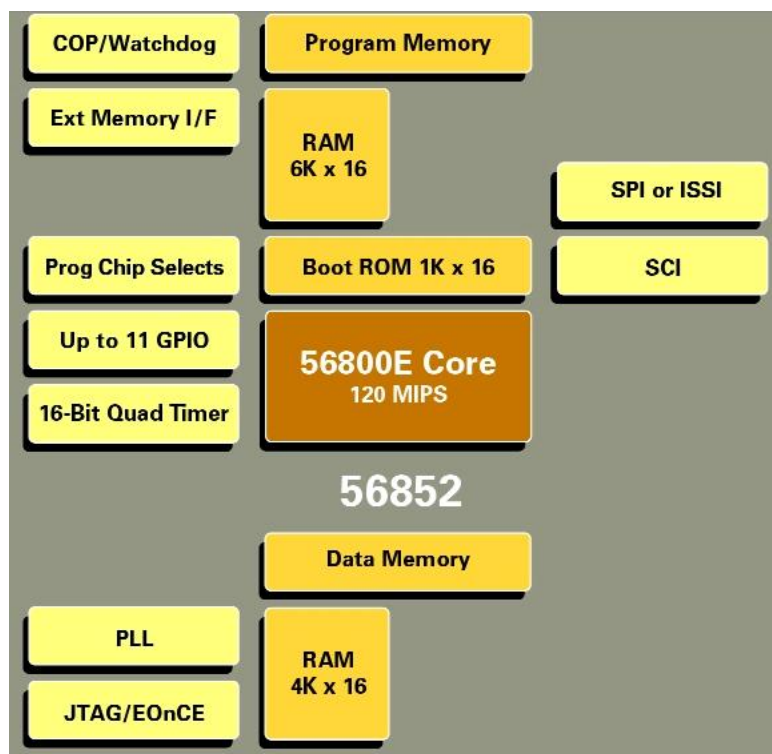 COP/Watchdog
Program Memory
Ext Memory I/F
RAM
6K x 16
SPI or ISSI
Prog Chip Selects
Boot ROM 1K x 16
SCI
Up to 11 GPIO
56800E Core
120 MIPS
16-Bit Quad Timer
56852
Data Memory
PLL
RAM
4K x 16
JTAG/EOnCE